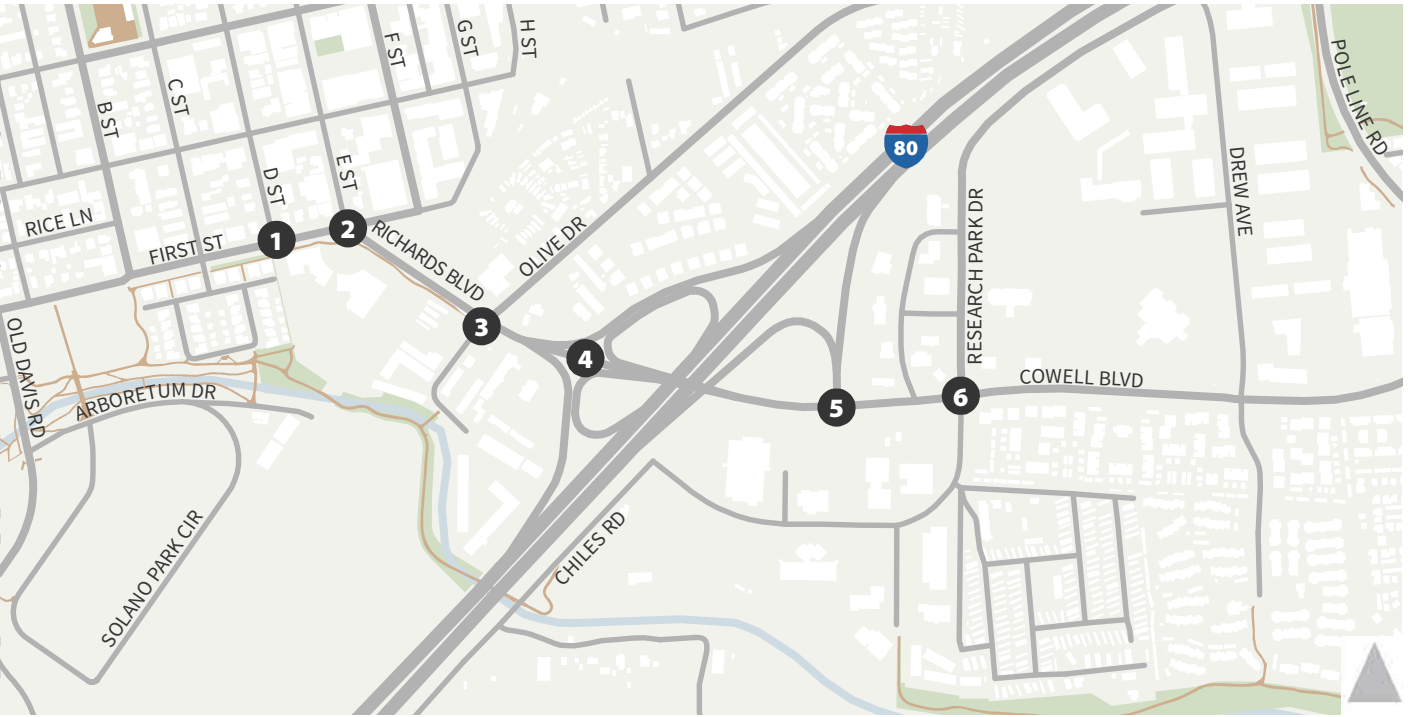 F ST
G ST
H ST
POLE LINE RD
B ST
C ST
80
D ST
E ST
DREW AVE
RICE LN
FIRST ST
1
2
RICHARDS BLVD
OLIVE DR
RESEARCH PARK DR
3
4
OLD DAVIS RD
ARBORETUM DR
5
6
COWELL BLVD
SOLANO PARK CIR
CHILES RD